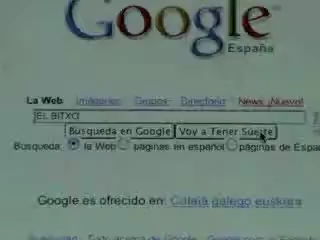 Google
España
La Web Imágenes Grupos Directorio News ¡Nuevo!
EL BITXO
Búsqueda en Google Voy a Tener Suerte
Búsqueda: la Web páginas en español páginas de Espa
Google es ofrecido en: Català galego euskara